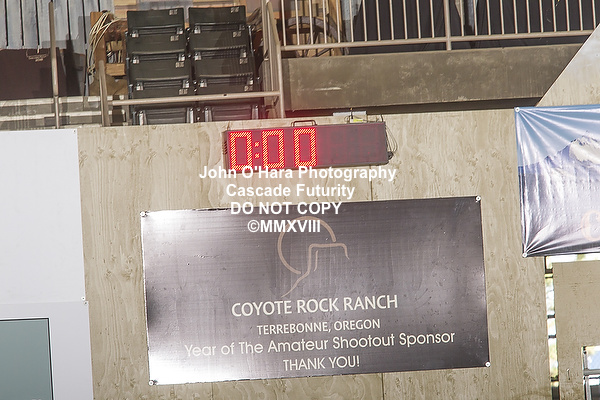 0:00
John O'Hara Photography
Cascade Futurity
DO NOT COPY
©MMXVIII
COYOTE ROCK RANCH
TERREBONNE, OREGON
Year of The Amateur Shootout Sponsor
THANK YOU!